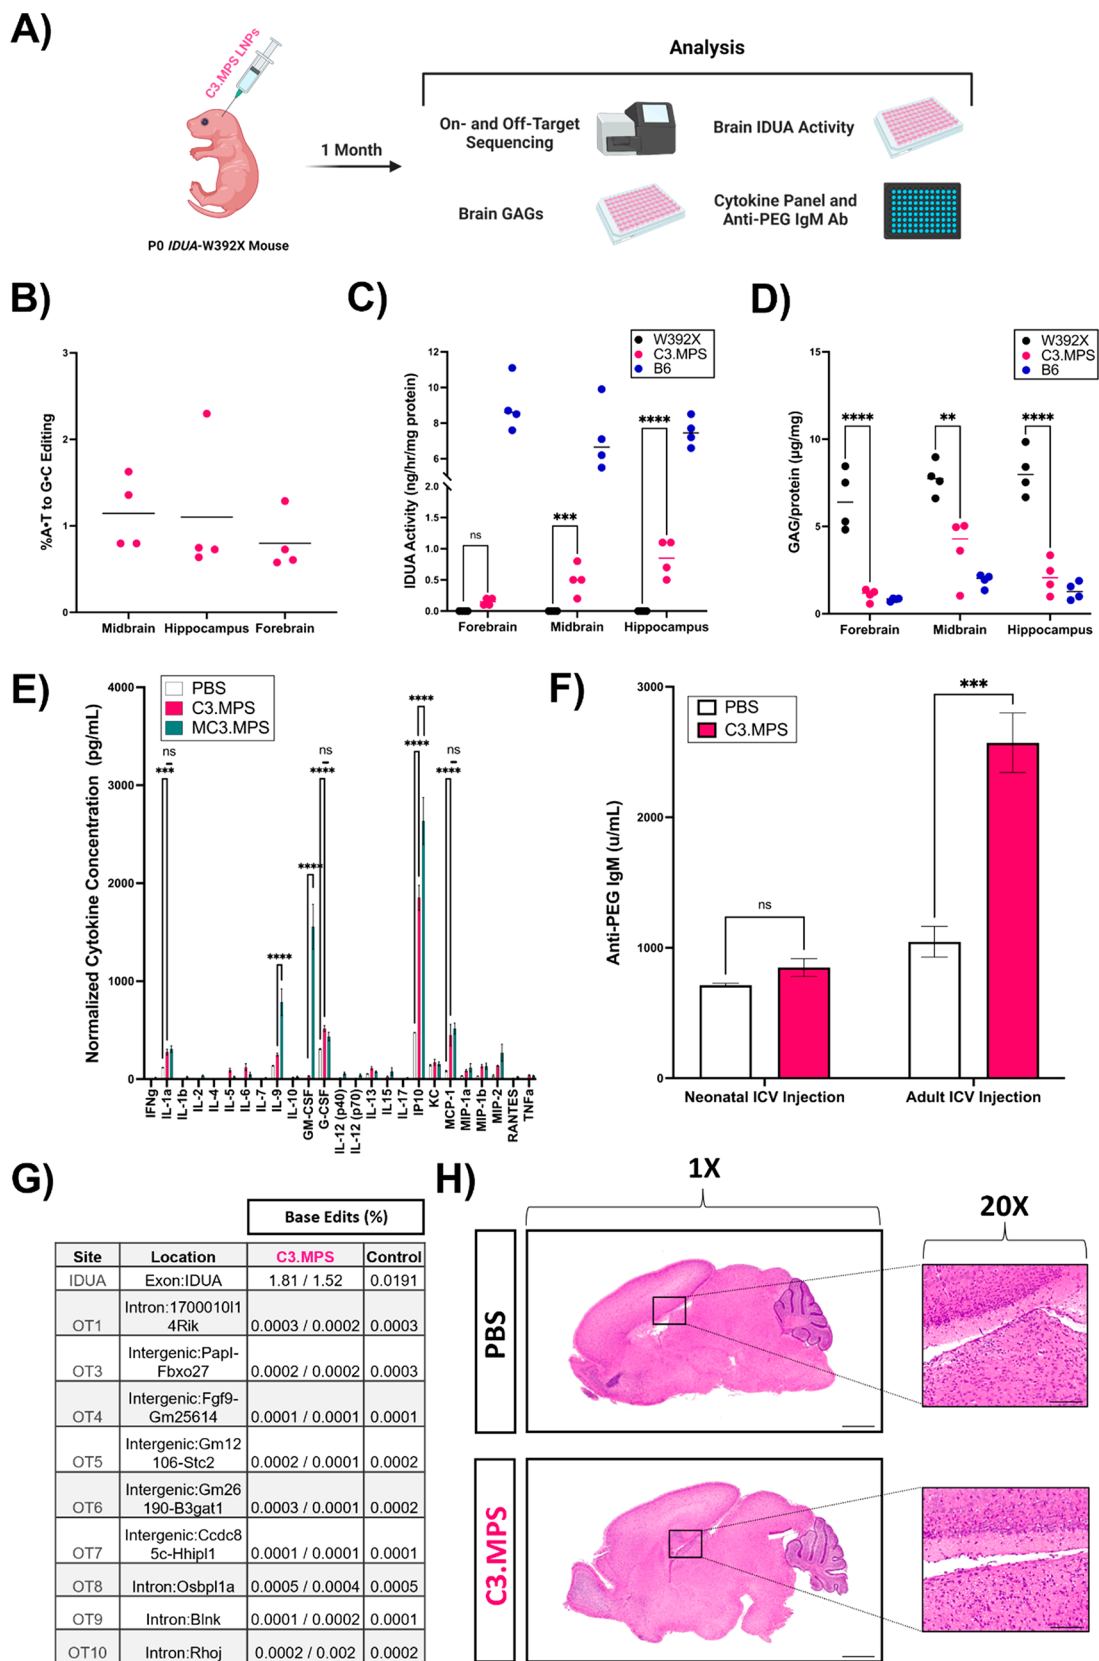 A)
C3.MPS LNPs
P0 IDUA-W392X Mouse
1 Month
Analysis
On- and Off-Target
Sequencing
Brain IDUA Activity
Brain GAGs
Cytokine Panel and
Anti-PEG IgM Ab
B)
%A•T to G•C Editing
3
2
1
0
Midbrain
Hippocampus
Forebrain
C)
W392X
C3.MPS
B6
IDUA Activity (ng/hr/mg protein)
12
10
8
6
2.0
1.5
1.0
0.5
0.0
ns
***
****
Forebrain
Midbrain
Hippocampus
D)
W392X
C3.MPS
B6
GAG/protein (µg/mg)
15
10
5
0
****
**
****
Forebrain
Midbrain
Hippocampus
E)
PBS
C3.MPS
MC3.MPS
Normalized Cytokine Concentration (pg/mL)
4000
3000
2000
1000
0
ns
***
****
****
ns
****
****
****
ns
****
IFNg
IL-1a
IL-1b
IL-2
IL-4
IL-5
IL-6
IL-7
IL-9
IL-10
GM-CSF
G-CSF
IL-12 (p40)
IL-12 (p70)
IL-13
IL15
IL-17
IP10
KC
MCP-1
MIP-1a
MIP-1b
MIP-2
RANTES
TNFa
F)
PBS
C3.MPS
Anti-PEG IgM (u/mL)
3000
2000
1000
0
ns
***
Neonatal ICV Injection
Adult ICV Injection
G)
Base Edits (%)
Site Location C3.MPS Control
IDUA Exon:IDUA 1.81 / 1.52 0.0191
Intron:1700010I1
OT1 4Rik 0.0003 / 0.0002 0.0003
Intergenic:Papl-
OT3 Fbxo27 0.0002 / 0.0002 0.0003
Intergenic:Fgf9-
OT4 Gm25614 0.0001 / 0.0001 0.0001
Intergenic:Gm12
OT5 106-Stc2 0.0002 / 0.0001 0.0002
Intergenic:Gm26
OT6 190-B3gat1 0.0003 / 0.0001 0.0002
Intergenic:Ccdc8
OT7 5c-Hhipl1 0.0001 / 0.0001 0.0001
OT8 Intron:Osbpl1a 0.0005 / 0.0004 0.0005
OT9 Intron:Blnk 0.0001 / 0.0002 0.0001
OT10 Intron:Rhoj 0.0002 / 0.002 0.0002
H)
1X
20X
PBS
C3.MPS